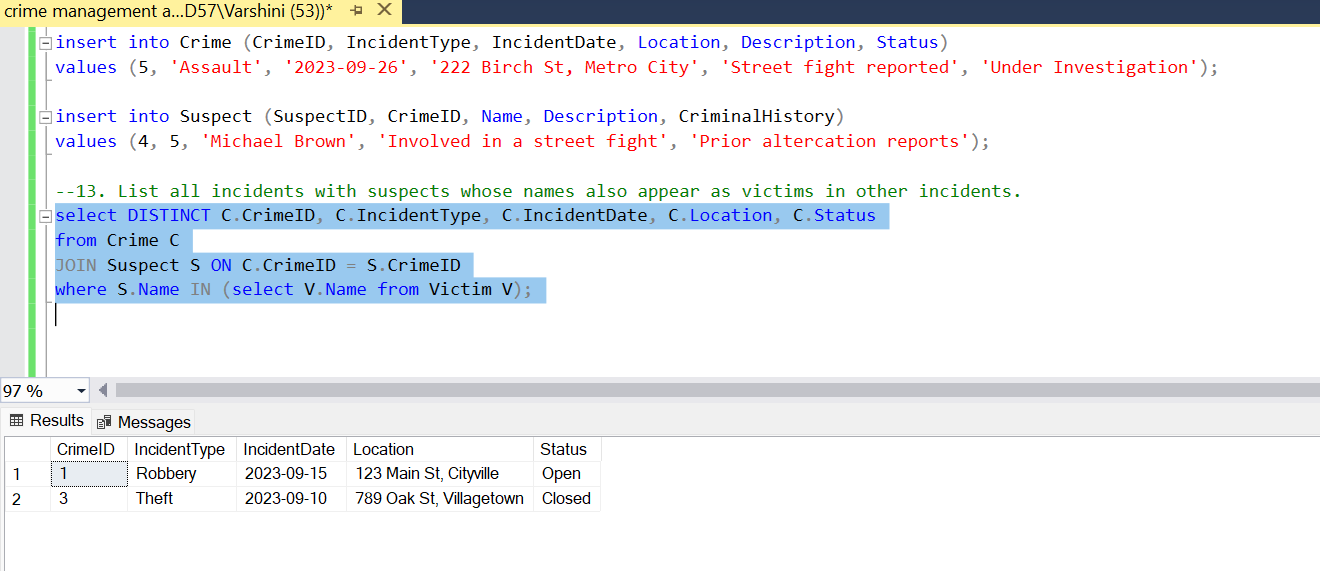 crime management a...D57\Varshini (53))*
insert into Crime (CrimeID, IncidentType, IncidentDate, Location, Description, Status)
values (5, 'Assault', '2023-09-26', '222 Birch St, Metro City', 'Street fight reported', 'Under Investigation');
insert into Suspect (SuspectID, CrimeID, Name, Description, CriminalHistory)
values (4, 5, 'Michael Brown', 'Involved in a street fight', 'Prior altercation reports');
--13. List all incidents with suspects whose names also appear as victims in other incidents.
select DISTINCT C.CrimeID, C.IncidentType, C.IncidentDate, C.Location, C.Status
from Crime C
JOIN Suspect S ON C.CrimeID = S.CrimeID
where S.Name IN (select V.Name from Victim V);
97 %
Results Messages
CrimeID IncidentType IncidentDate Location Status
1 1 Robbery 2023-09-15 123 Main St, Cityville Open
2 3 Theft 2023-09-10 789 Oak St, Villagetown Closed